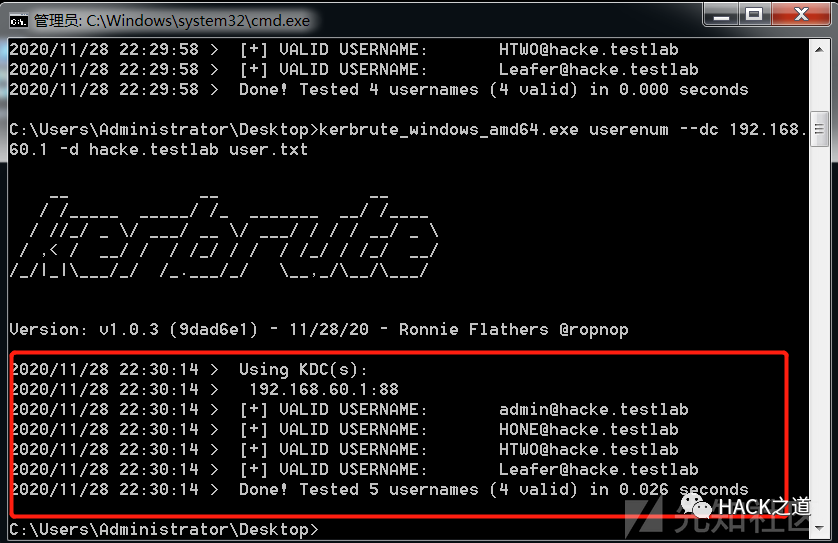 管理员: C:\Windows\system32\cmd.exe
2020/11/28 22:29:58 >  [+] VALID USERNAME:       HTWO@hacke.testlab
2020/11/28 22:29:58 >  [+] VALID USERNAME:       Leafer@hacke.testlab
2020/11/28 22:29:58 >  Done! Tested 4 usernames (4 valid) in 0.000 seconds
C:\Users\Administrator\Desktop>kerbrute_windows_amd64.exe userenum --dc 192.168.
60.1 -d hacke.testlab user.txt
kerbrute
Version: v1.0.3 (9dad6e1) - 11/28/20 - Ronnie Flathers @ropnop
2020/11/28 22:30:14 >  Using KDC(s):
2020/11/28 22:30:14 >   192.168.60.1:88
2020/11/28 22:30:14 >  [+] VALID USERNAME:       admin@hacke.testlab
2020/11/28 22:30:14 >  [+] VALID USERNAME:       HONE@hacke.testlab
2020/11/28 22:30:14 >  [+] VALID USERNAME:       HTWO@hacke.testlab
2020/11/28 22:30:14 >  [+] VALID USERNAME:       Leafer@hacke.testlab
2020/11/28 22:30:14 >  Done! Tested 5 usernames (4 valid) in 0.026 seconds
C:\Users\Administrator\Desktop>
HACK之道
先知社区